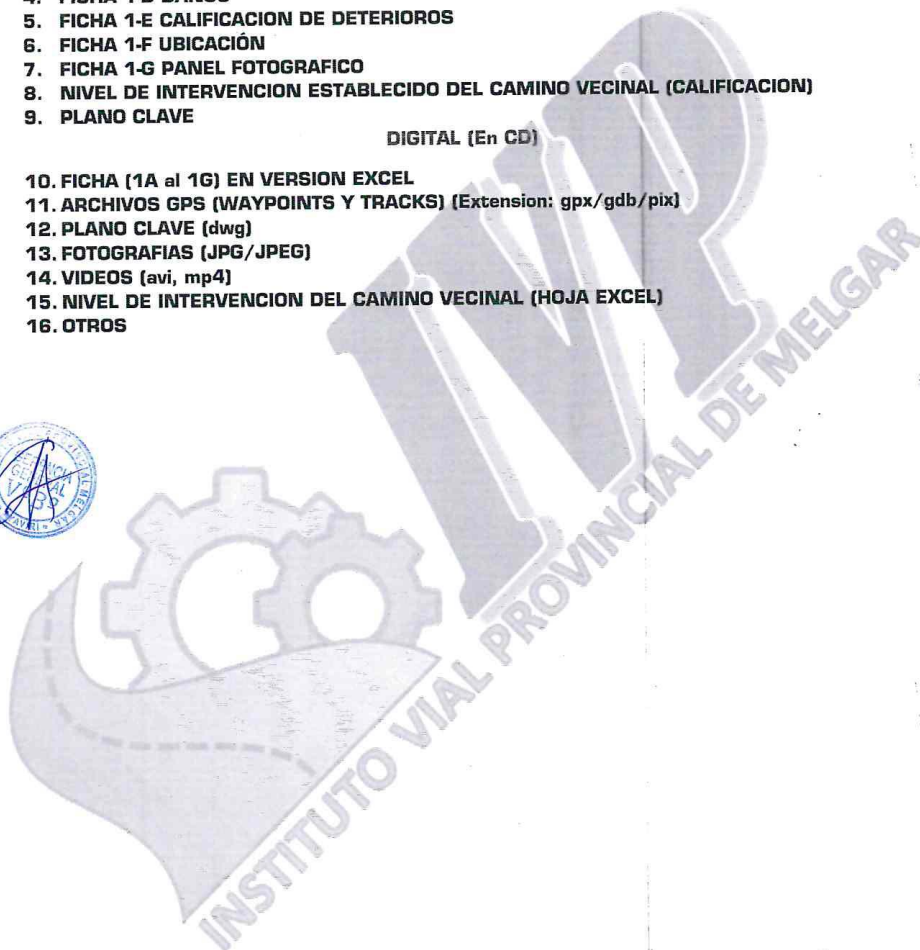 5. FICHA 1-E CALIFICACION DE DETERIOROS
6. FICHA 1-F UBICACIÓN
7. FICHA 1-G PANEL FOTOGRAFICO
8. NIVEL DE INTERVENCION ESTABLECIDO DEL CAMINO VECINAL (CALIFICACION)
9. PLANO CLAVE
DIGITAL (En CD)
10. FICHA (1A al 1G) EN VERSION EXCEL
11. ARCHIVOS GPS (WAYPOINTS Y TRACKS) (Extension: gpx/gdb/pix)
12. PLANO CLAVE (dwg)
13. FOTOGRAFIAS (JPG/JPEG)
14. VIDEOS (avi, mp4)
15. NIVEL DE INTERVENCION DEL CAMINO VECINAL (HOJA EXCEL)
16. OTROS
IVP
INSTITUTO VIAL PROVINCIAL DE MELGAR